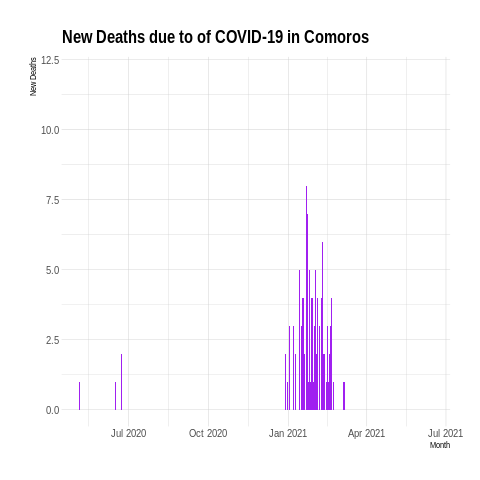 New Deaths due to of COVID-19 in Comoros
New Deaths
12.5
10.0
7.5
5.0
2.5
0.0
Jul 2020 Oct 2020 Jan 2021 Apr 2021 Jul 2021
Month